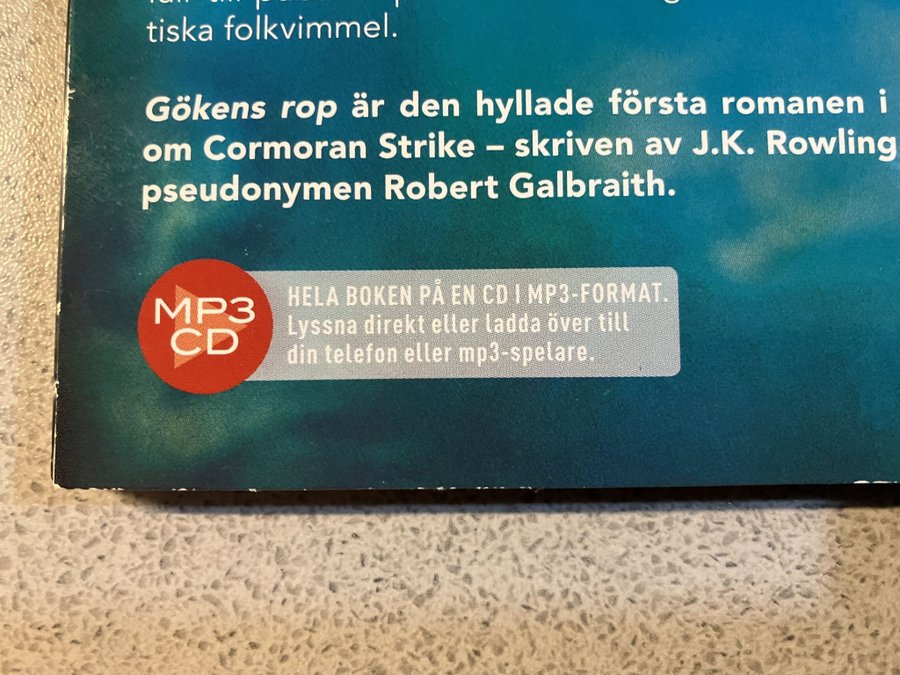 tiska folkvimmel.
Gökens rop är den hyllade första romanen i
om Cormoran Strike – skriven av J.K. Rowling
pseudonymen Robert Galbraith.
MP3
CD
HELA BOKEN PÅ EN CD I MP3-FORMAT.
Lyssna direkt eller ladda över till
din telefon eller mp3-spelare.